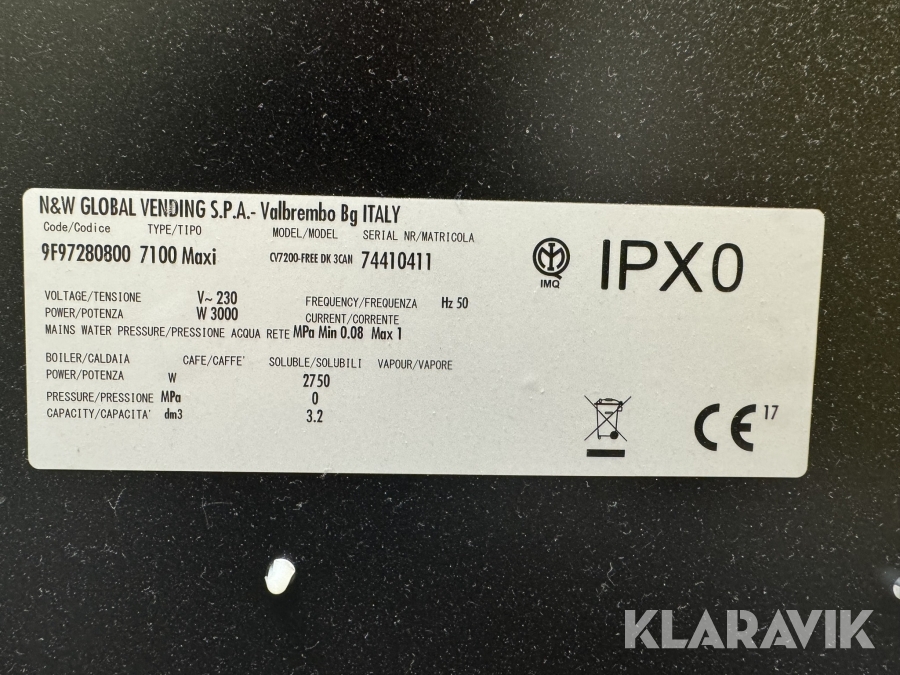 N&W GLOBAL VENDING S.P.A.- Valbrembo Bg ITALY
Code/Codice TYPE/TIPO MODEL/MODEL SERIAL NR/MATRICOLA
9F97280800 7100 Maxi CV7200-FREE DK 3CAN 74410411
IMQ
IPX0
VOLTAGE/TENSIONE V~ 230 FREQUENCY/FREQUENZA Hz 50
POWER/POTENZA W 3000 CURRENT/CORRENTE
MAINS WATER PRESSURE/PRESSIONE ACQUA RETE MPa Min 0.08 Max 1
BOILER/CALDAIA CAFE/CAFFE' SOLUBLE/SOLUBILI VAPOUR/VAPORE
POWER/POTENZA W 2750
PRESSURE/PRESSIONE MPa 0
CAPACITY/CAPACITA' dm3 3.2
CE 17
KLARAVIK